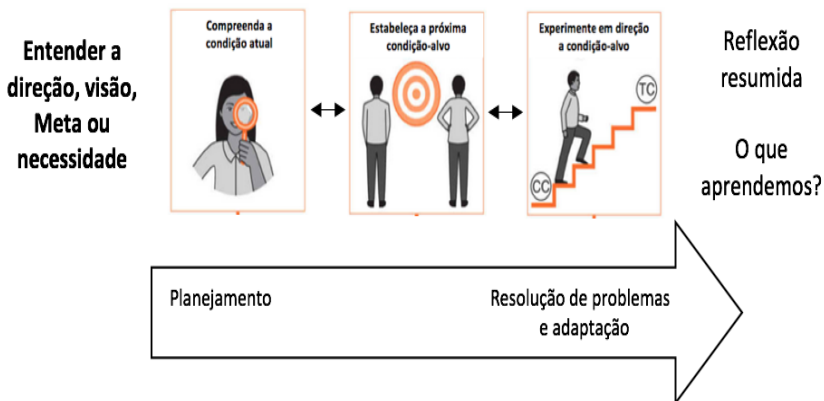 Entender a
direção, visão,
Meta ou
necessidade
Compreenda a
condição atual
Estabeleça a próxima
condição-alvo
Experimente em direção
a condição-alvo
CC
TC
Reflexão
resumida
O que
aprendemos?
Planejamento
Resolução de problemas
e adaptação